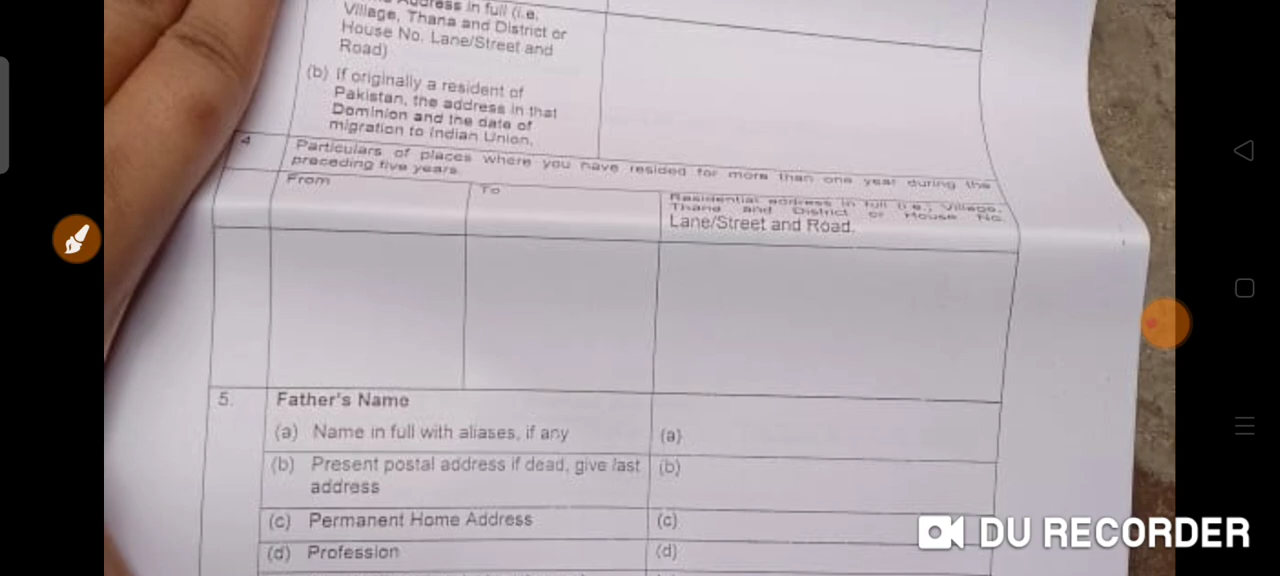 Address in full (i.e.
Village, Thana and District or
House No. Lane/Street and
Road)
(b) If originally a resident of
Pakistan, the address in that
Dominion and the date of
migration to Indian Union.
4 Particulars of places where you have resided for more than one year during the
preceding five years
From To Residential address in full (i.e., Village,
Thana and District or House No.
Lane/Street and Road.
5. Father's Name
(a) Name in full with aliases, if any (a)
(b) Present postal address if dead, give last (b)
address
(c) Permanent Home Address (c)
(d) Profession (d)
DU RECORDER